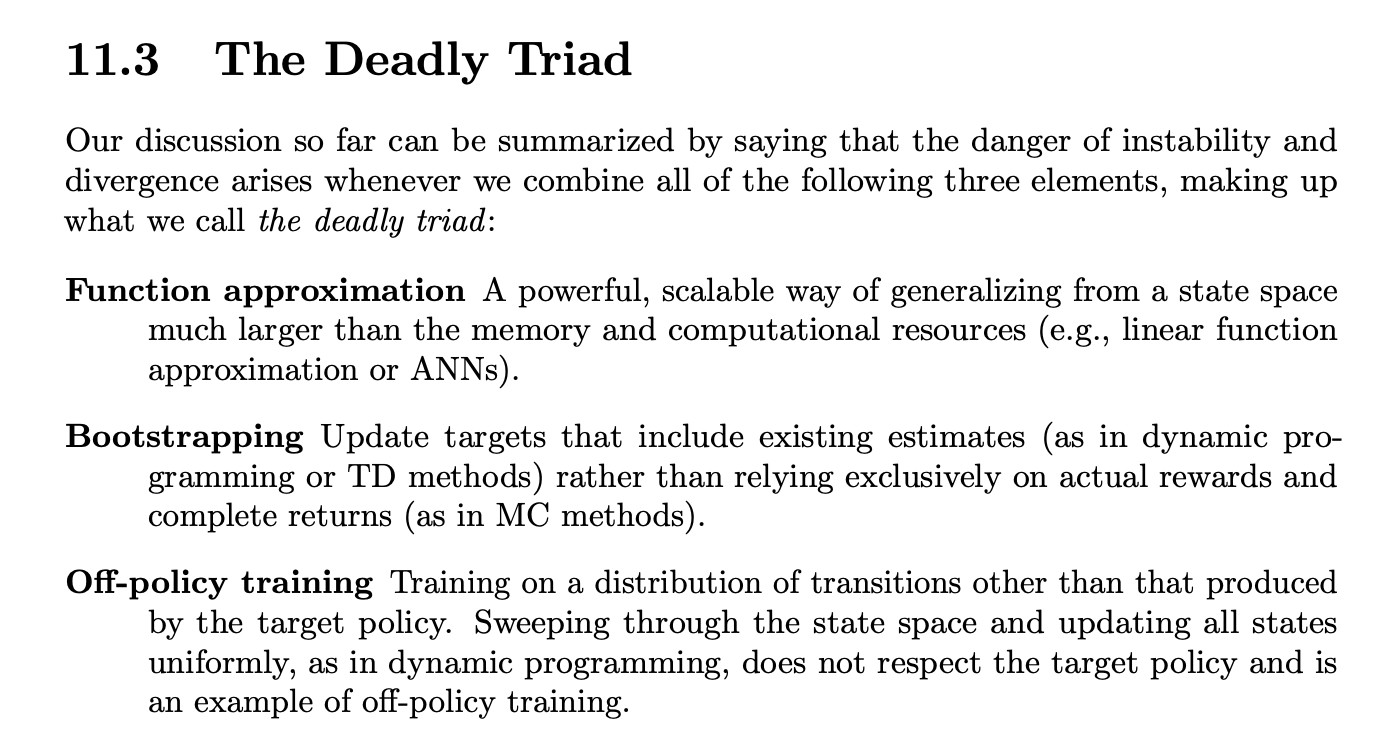 11.3 The Deadly Triad
Our discussion so far can be summarized by saying that the danger of instability and
divergence arises whenever we combine all of the following three elements, making up
what we call the deadly triad:
Function approximation A powerful, scalable way of generalizing from a state space
much larger than the memory and computational resources (e.g., linear function
approximation or ANNs).
Bootstrapping Update targets that include existing estimates (as in dynamic pro-
gramming or TD methods) rather than relying exclusively on actual rewards and
complete returns (as in MC methods).
Off-policy training Training on a distribution of transitions other than that produced
by the target policy. Sweeping through the state space and updating all states
uniformly, as in dynamic programming, does not respect the target policy and is
an example of off-policy training.